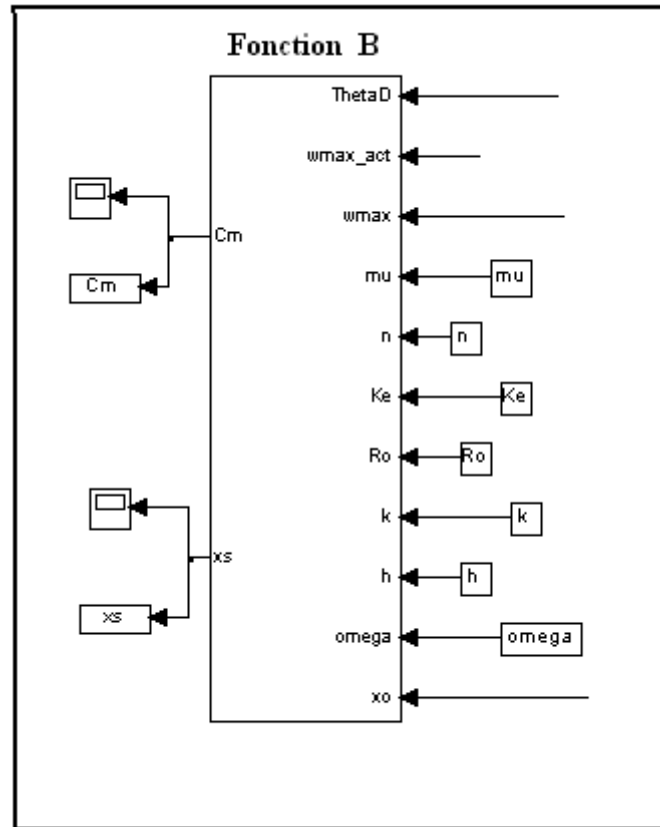 Fonction B
ThetaD
wmax_act
wmax
Cm
mu mu
Cm
n n
Ke Ke
Ro Ro
k k
xs
h h
xs
omega omega
xo